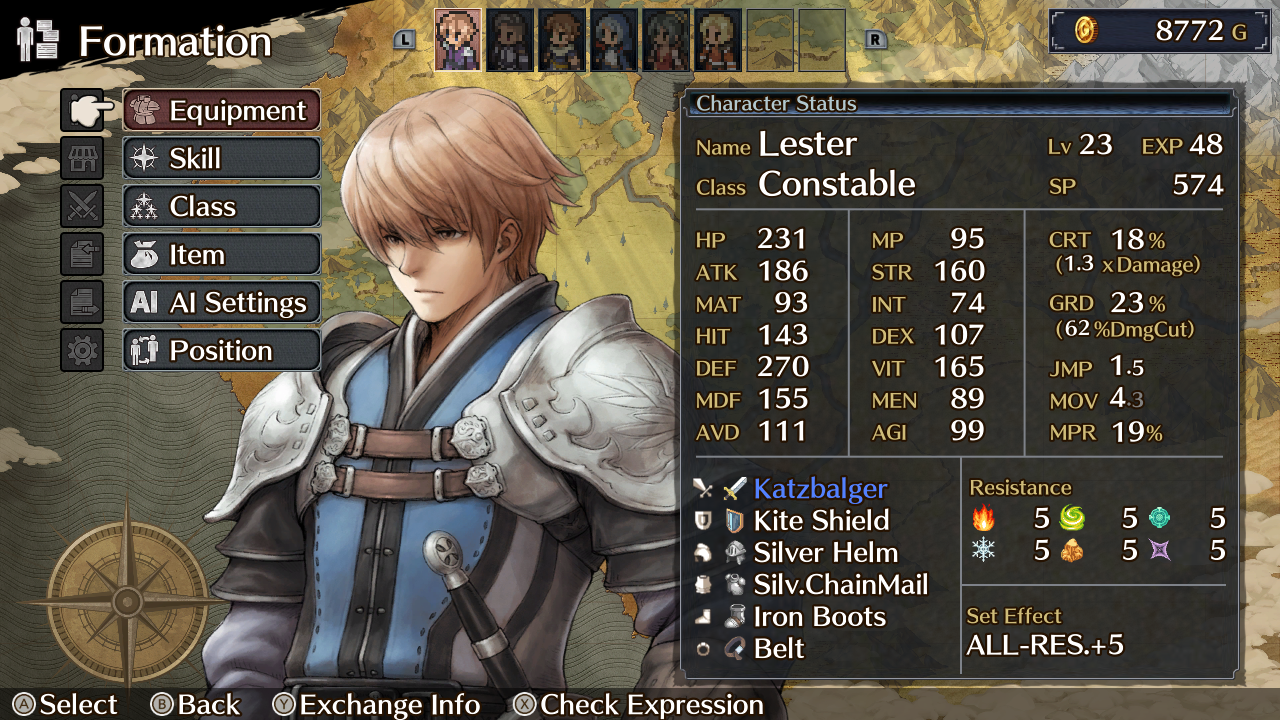 Formation
L
R
8772 G
Equipment
Skill
Class
Item
AI AI Settings
Position
Character Status
Name Lester
Lv 23 EXP 48
Class Constable
SP 574
HP 231
ATK 186
MAT 93
HIT 143
DEF 270
MDF 155
AVD 111
MP 95
STR 160
INT 74
DEX 107
VIT 165
MEN 89
AGI 99
CRT 18%
(1.3 xDamage)
GRD 23%
(62 %DmgCut)
JMP 1.5
MOV 4.3
MPR 19%
Katzbalger
Kite Shield
Silver Helm
Silv.ChainMail
Iron Boots
Belt
Resistance
5 5 5
5 5 5
Set Effect
ALL-RES.+5
A Select B Back Y Exchange Info X Check Expression